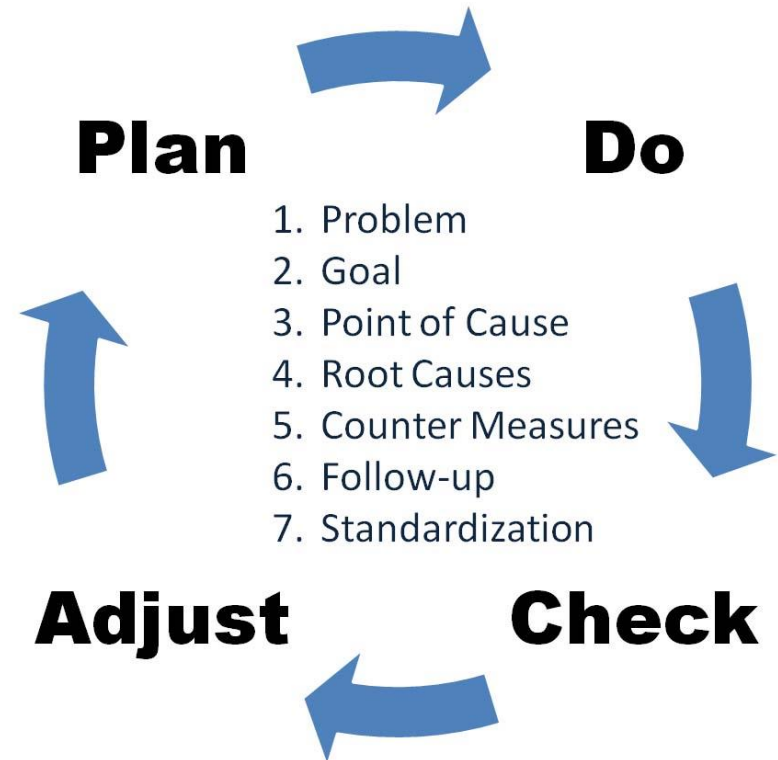 Plan
Do
1. Problem
2. Goal
3. Point of Cause
4. Root Causes
5. Counter Measures
6. Follow-up
7. Standardization
Adjust
Check